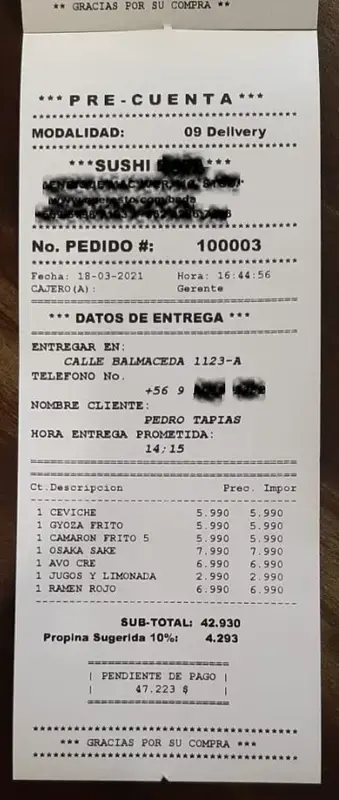 ** GRACIAS POR SU COMPRA **
*** PRE-CUENTA ***
MODALIDAD: 09 Delivery
***SUSHI ***
No. PEDIDO #: 100003
Fecha: 18-03-2021 Hora: 16:44:56
CAJERO(A): Gerente
*** DATOS DE ENTREGA ***
ENTREGAR EN:
CALLE BALMACEDA 1123-A
TELEFONO No.
+56 9
NOMBRE CLIENTE:
PEDRO TAPIAS
HORA ENTREGA PROMETIDA:
14:15
Ct.Descripcion Prec. Impor
1 CEVICHE 5.990 5.990
1 GYOZA FRITO 5.990 5.990
1 CAMARON FRITO 5 5.990 5.990
1 OSAKA SAKE 7.990 7.990
1 AVO CRE 6.990 6.990
1 JUGOS Y LIMONADA 2.990 2.990
1 RAMEN ROJO 6.990 6.990
SUB-TOTAL: 42.930
Propina Sugerida 10%: 4.293
| PENDIENTE DE PAGO |
| 47.223 $ |
*** GRACIAS POR SU COMPRA ***